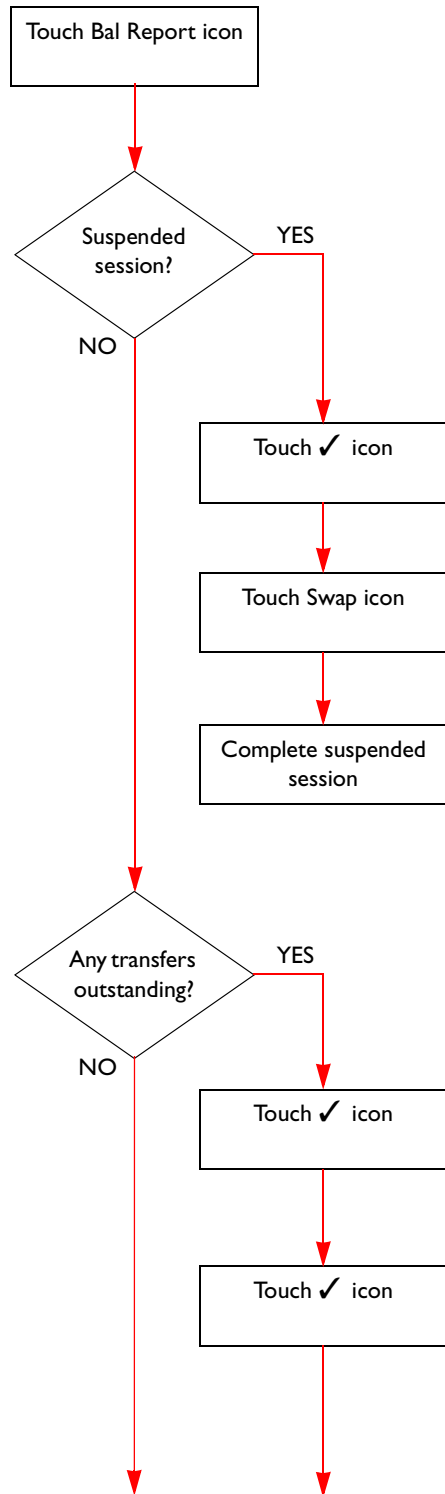 Touch Bal Report icon
Suspended
session?
YES
NO
Touch ✓ icon
Touch Swap icon
Complete suspended
session
Any transfers
outstanding?
YES
NO
Touch ✓ icon
Touch ✓ icon